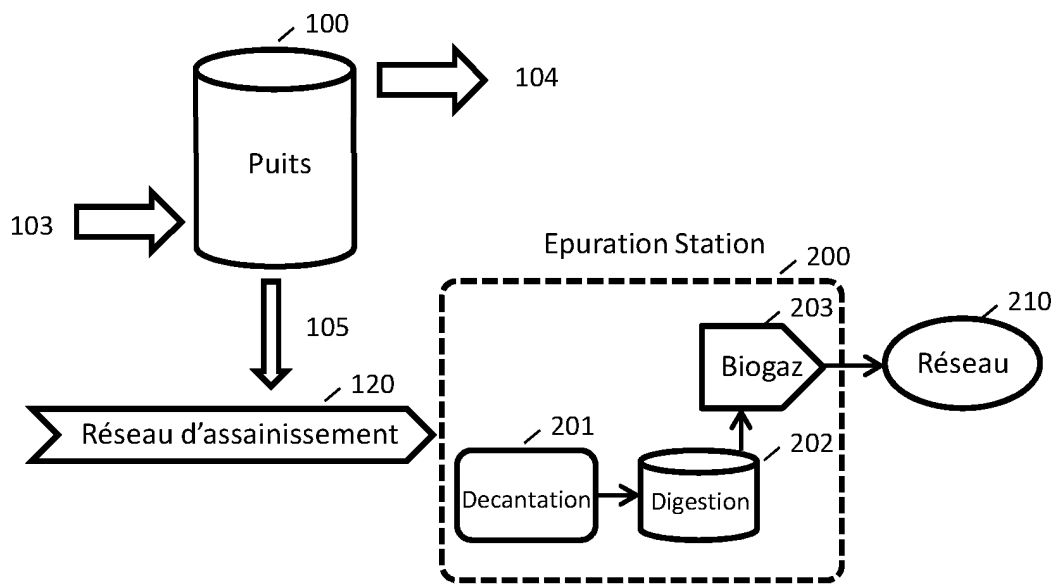 100
104
Puits
103
Epuration Station
200
105
203
210
Biogaz
Réseau
120
Réseau d'assainissement
201
202
Decantation
Digestion